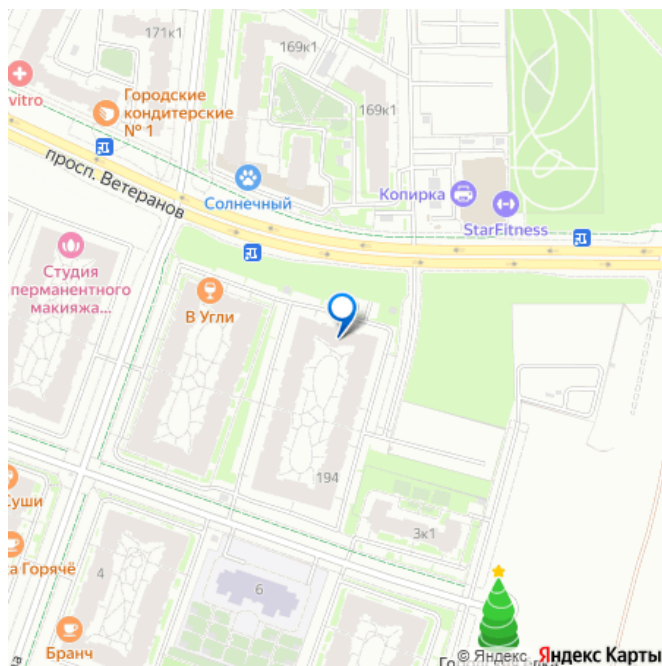 171к1
169к1
vitro
Городские
кондитерские
№ 1
169к1
просп. Ветеранов
Солнечный
Копирка
StarFitness
Студия
перманентного
макияжа...
В Угли
194
Суши
3к1
а Горячё
4
6
Бранч
© Яндекс Яндекс Карты